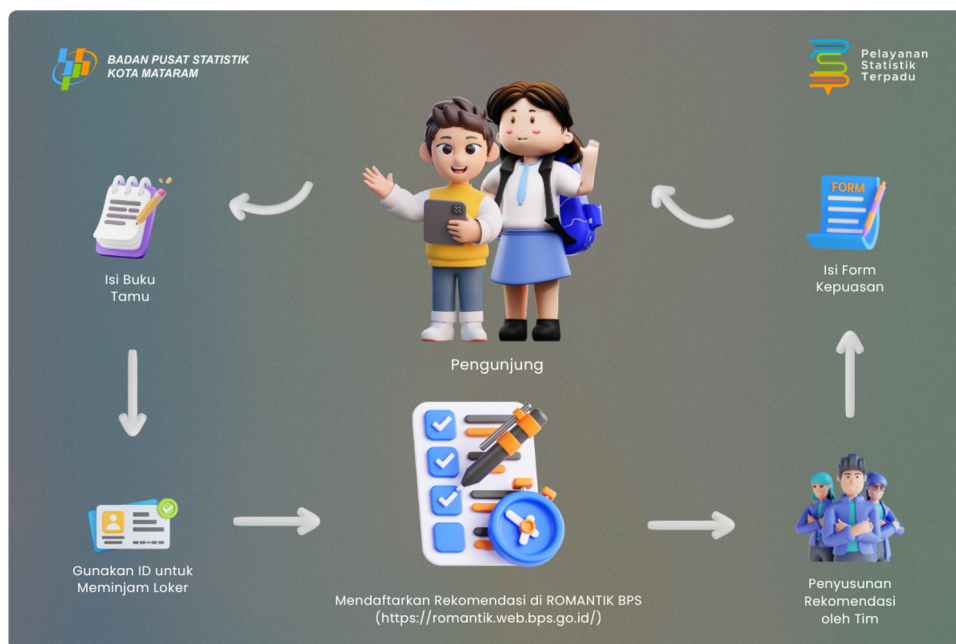 BADAN PUSAT STATISTIK
KOTA MATARAM
Pelayanan
Statistik
Terpadu
Pengunjung
Isi Buku
Tamu
Gunakan ID untuk
Meminjam Loker
Mendaftarkan Rekomendasi di ROMANTIK BPS
(https://romantik.web.bps.go.id/)
Penyusunan
Rekomendasi
oleh Tim
FORM
Isi Form
Kepuasan